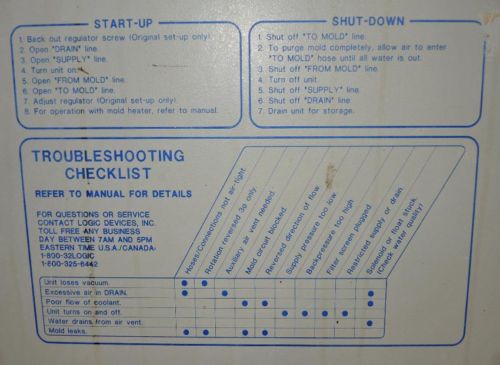 START-UP
1. Back out regulator screw (Original set-up only).
2. Open "DRAIN" line.
3. Open "SUPPLY" line.
4. Turn unit on.
5. Open "FROM MOLD" line.
6. Open "TO MOLD" line.
7. Adjust regulator (Original set-up only).
8. For operation with mold heater, refer to manual.
SHUT-DOWN
1. Shut off "TO MOLD" line.
2. To purge mold completely, allow air to enter
"TO MOLD" hose until all water is out.
3. Shut off "FROM MOLD" line.
4. Turn off unit.
5. Shut off "SUPPLY" line.
6. Shut off "DRAIN" line.
7. Drain unit for storage.
TROUBLESHOOTING
CHECKLIST
REFER TO MANUAL FOR DETAILS
FOR QUESTIONS OR SERVICE
CONTACT LOGIC DEVICES, INC.
TOLL FREE ANY BUSINESS
DAY BETWEEN 7AM AND 5PM
EASTERN TIME U.S.A./CANADA:
1-800-32LOGIC
1-800-325-6442
Hoses/Connections not air tight
Rotation reversed 3φ only
Auxiliary air vent needed.
Mold circuit blocked.
Reversed direction of flow
Supply pressure too low
Backpressure too high
Filter screen plugged
Restricted supply or drain
Solenoid or float stuck
(Check water quality)
Unit loses vacuum.
Excessive air in DRAIN.
Poor flow of coolant.
Unit turns on and off.
Water drains from air vent.
Mold leaks.